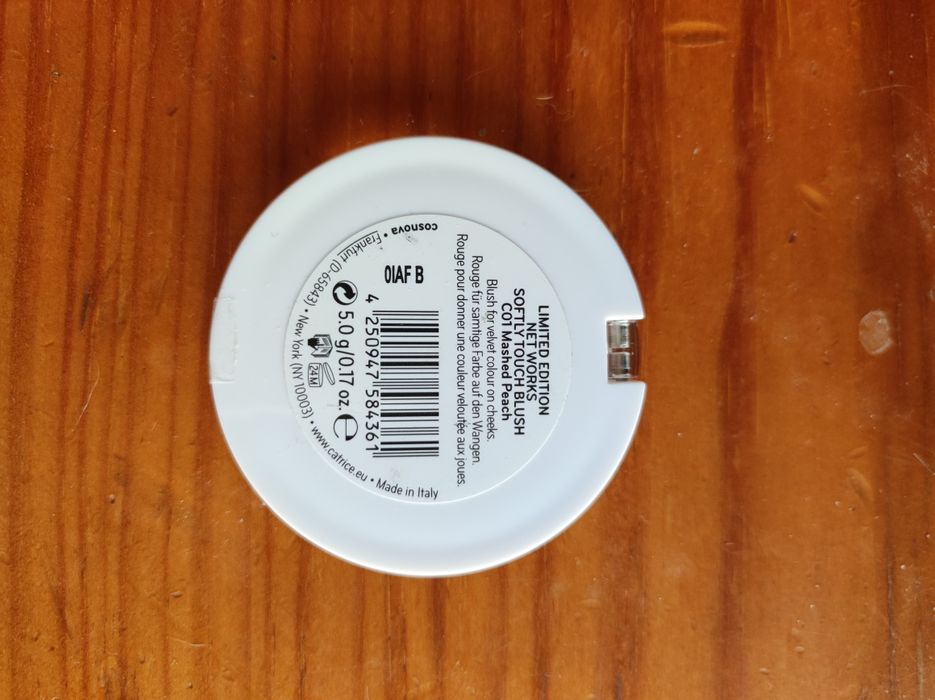 LIMITED EDITION
NET WORKS
SOFTLY TOUCH BLUSH
C01 Mashed Peach
Blush for velvet colour on cheeks.
Rouge für samtige Farbe auf den Wangen.
Rouge pour donner une couleur veloutée aux joues.
4 250947 584361
0IAF B
5.0 g/0.17 oz. e
24M
cosnova • Frankfurt (D-65843) • New York (NY 10003) • www.catrice.eu • Made in Italy